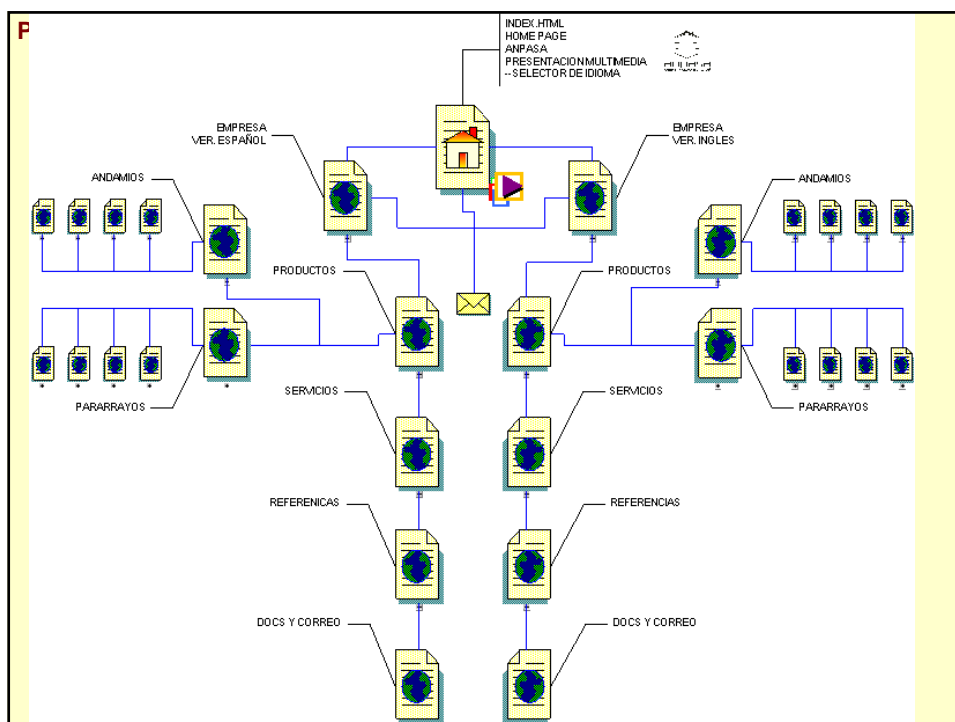 P
INDEX.HTML
HOME PAGE
ANPASA
PRESENTACION MULTIMEDIA
--SELECTOR DE IDIOMA
EMPRESA
VER. ESPAÑOL
EMPRESA
VER. INGLES
ANDAMIOS
ANDAMIOS
PRODUCTOS
PRODUCTOS
SERVICIOS
SERVICIOS
PARARRAYOS
PARARRAYOS
REFERENICAS
REFERENCIAS
DOCS Y CORREO
DOCS Y CORREO